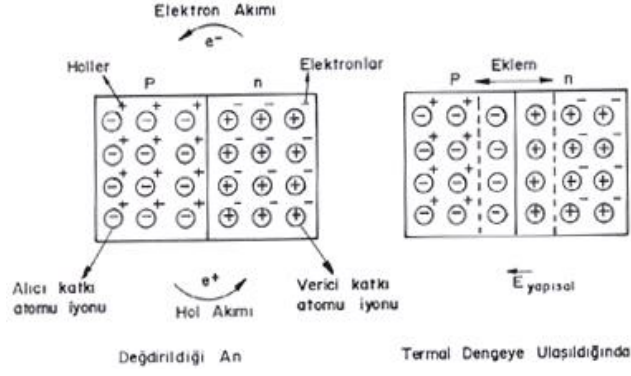 Elektron Akımı
e⁻
Holler
Elektronlar
P
n
Alıcı katkı
atomu iyonu
e⁺
Hol Akımı
Verici katkı
atomu iyonu
Değdirildiği An
Eklem
P
n
E yapısal
Termal Dengeye Ulaşıldığında